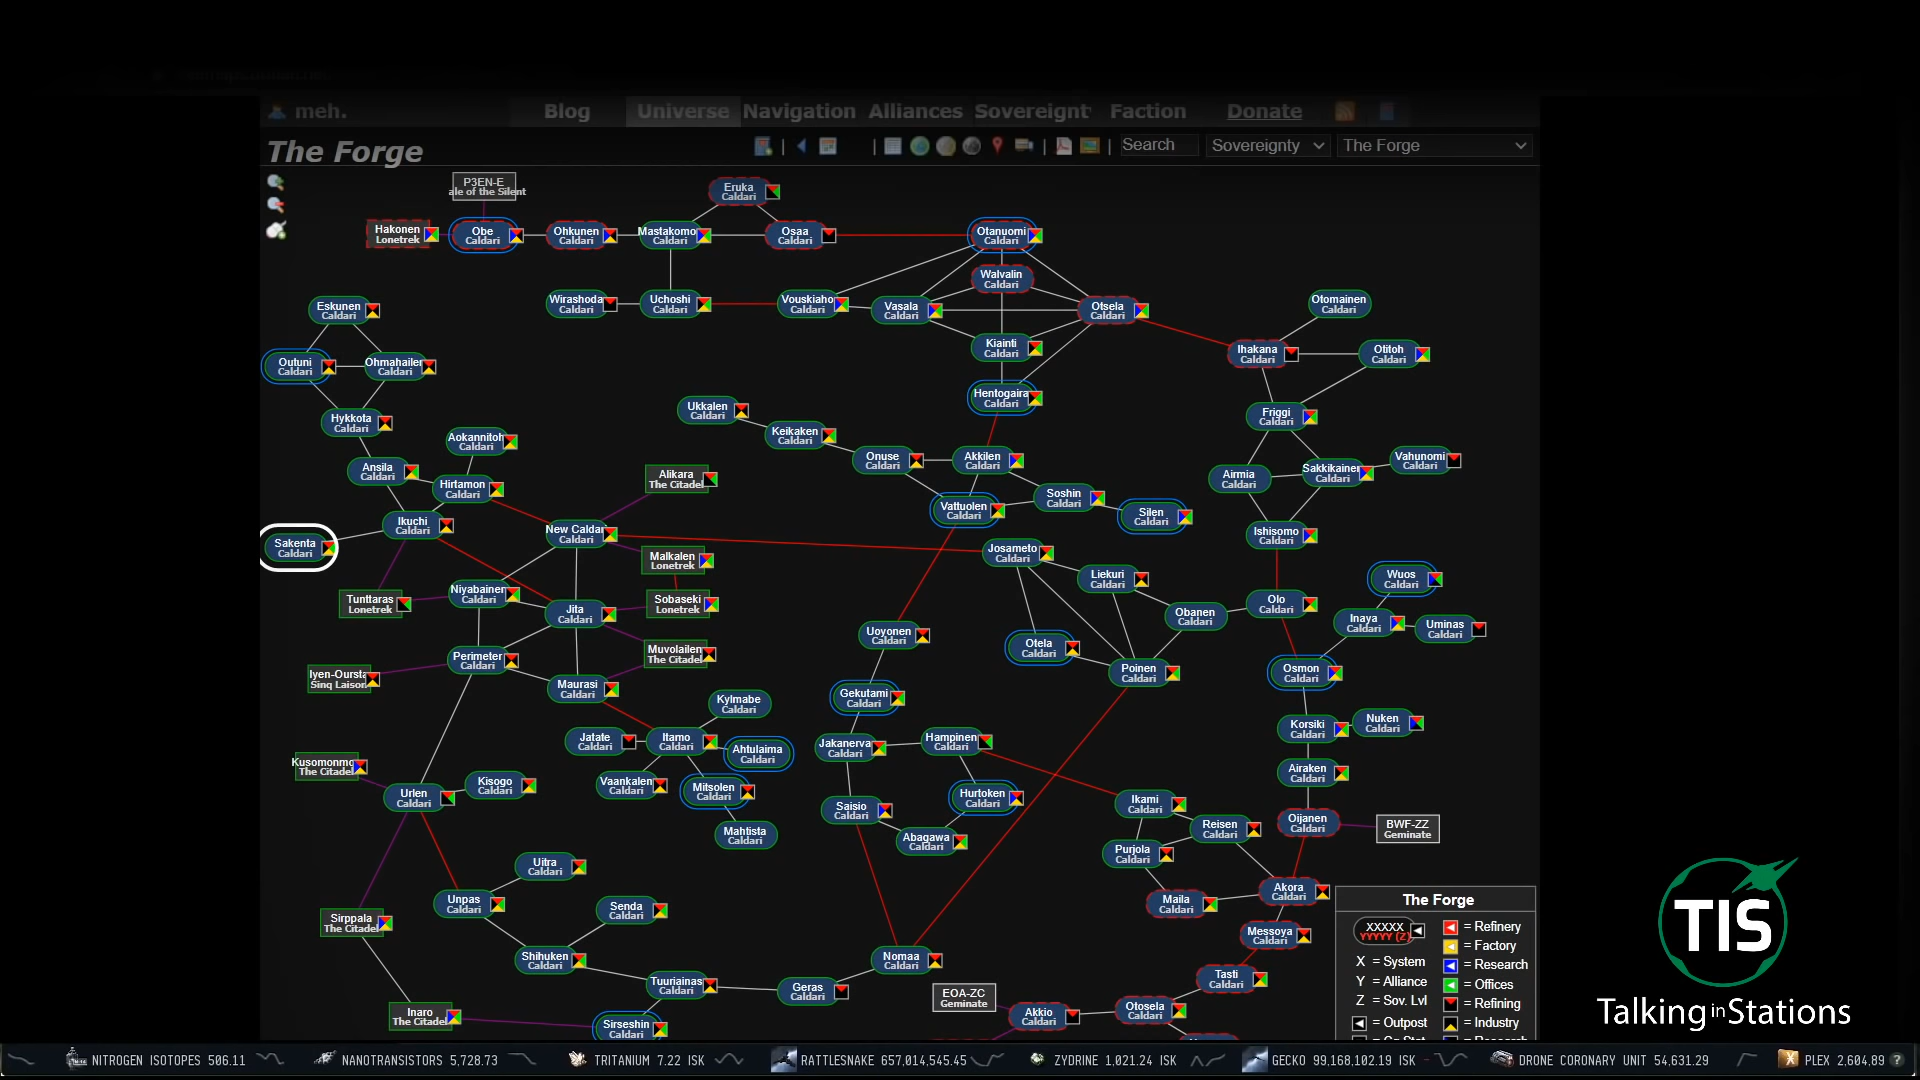 meh.
Blog
Universe
Navigation
Alliances
Sovereignt
Faction
Donate
The Forge
Search
Sovereignty
The Forge
P3EN-E
ale of the Silent
Eruka
Caldari
Hakonen
Lonetrek
Obe
Caldari
Ohkunen
Caldari
Mastakomo
Caldari
Osaa
Caldari
Otanuomi
Caldari
Walvalin
Caldari
Eskunen
Caldari
Wirashoda
Caldari
Uchoshi
Caldari
Vouskiaho
Caldari
Vasala
Caldari
Otsela
Caldari
Otomainen
Caldari
Kiainti
Caldari
Ihakana
Caldari
Otitoh
Caldari
Outuni
Caldari
Ohmahailen
Caldari
Hentogaira
Caldari
Hykkota
Caldari
Ukkalen
Caldari
Keikaken
Caldari
Friggi
Caldari
Aokannitoh
Caldari
Onuse
Caldari
Akkilen
Caldari
Vahunomi
Caldari
Ansila
Caldari
Hirtamon
Caldari
Alikara
The Citadel
Airmia
Caldari
Sakkikainen
Caldari
Soshin
Caldari
Vattuolen
Caldari
Silen
Caldari
Ikuchi
Caldari
New Caldar
Caldari
Ishisomo
Caldari
Sakenta
Caldari
Josameto
Caldari
Malkalen
Lonetrek
Liekuri
Caldari
Wuos
Caldari
Tunttaras
Lonetrek
Niyabainen
Caldari
Jita
Caldari
Sobaseki
Lonetrek
Obanen
Caldari
Olo
Caldari
Inaya
Caldari
Uminas
Caldari
Uoyonen
Caldari
Otela
Caldari
Perimeter
Caldari
Muvolailen
The Citadel
Poinen
Caldari
Osmon
Caldari
Iyen-Oursta
Sinq Laison
Maurasi
Caldari
Gekutami
Caldari
Kylmabe
Caldari
Korsiki
Caldari
Nuken
Caldari
Jatate
Caldari
Itamo
Caldari
Ahtulaima
Caldari
Jakanerva
Caldari
Hampinen
Caldari
Kusomonmo
The Citadel
Airaken
Caldari
Urlen
Caldari
Kisogo
Caldari
Vaankalen
Caldari
Mitsolen
Caldari
Hurtoken
Caldari
Ikami
Caldari
Saisio
Caldari
Mahtista
Caldari
Abagawa
Caldari
Reisen
Caldari
Oijanen
Caldari
BWF-ZZ
Geminate
Purjola
Caldari
Uitra
Caldari
Unpas
Caldari
Senda
Caldari
Maila
Caldari
Akora
Caldari
Sirppala
The Citadel
Messoya
Caldari
Shihuken
Caldari
Nomaa
Caldari
Tasti
Caldari
Tuuriainas
Caldari
Geras
Caldari
EOA-ZC
Geminate
Inaro
The Citadel
Sirseshin
Caldari
Akkio
Caldari
Otosela
Caldari
The Forge
XXXXX
YYYYY (Z)
X = System
Y = Alliance
Z = Sov. Lvl
= Outpost
= Refinery
= Factory
= Research
= Offices
= Refining
= Industry
TIS
Talking in Stations
NITROGEN ISOTOPES 506.11 NANOTRANSISTORS 5,728.73 TRITANIUM 7.22 ISK RATTLESNAKE 657,014,545.45 ZYDRINE 1,021.24 ISK GECKO 99,168,102.19 ISK DRONE CORONARY UNIT 54,631.29 PLEX 2,604.89 ?